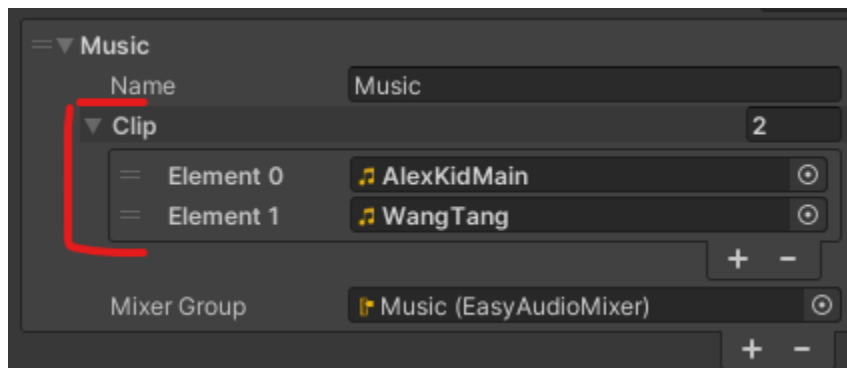 Music
Name Music
Clip 2
Element 0 AlexKidMain
Element 1 WangTang
+ -
Mixer Group Music (EasyAudioMixer)
+ -